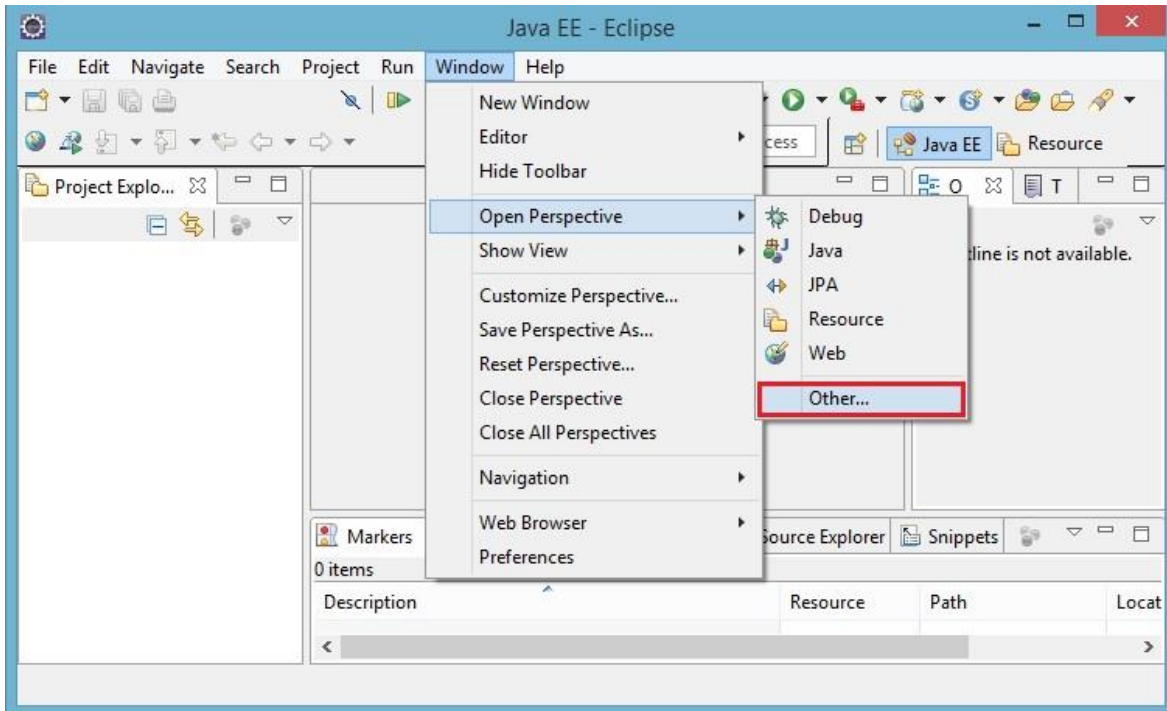 Java EE - Eclipse
File Edit Navigate Search Project Run Window Help
New Window
Editor
Hide Toolbar
Open Perspective
Show View
Customize Perspective...
Save Perspective As...
Reset Perspective...
Close Perspective
Close All Perspectives
Navigation
Web Browser
Preferences
cess Java EE Resource
Project Explo...
O T
Debug
Java
JPA
Resource
Web
Other...
tline is not available.
Markers Source Explorer Snippets
0 items
Description Resource Path Locat